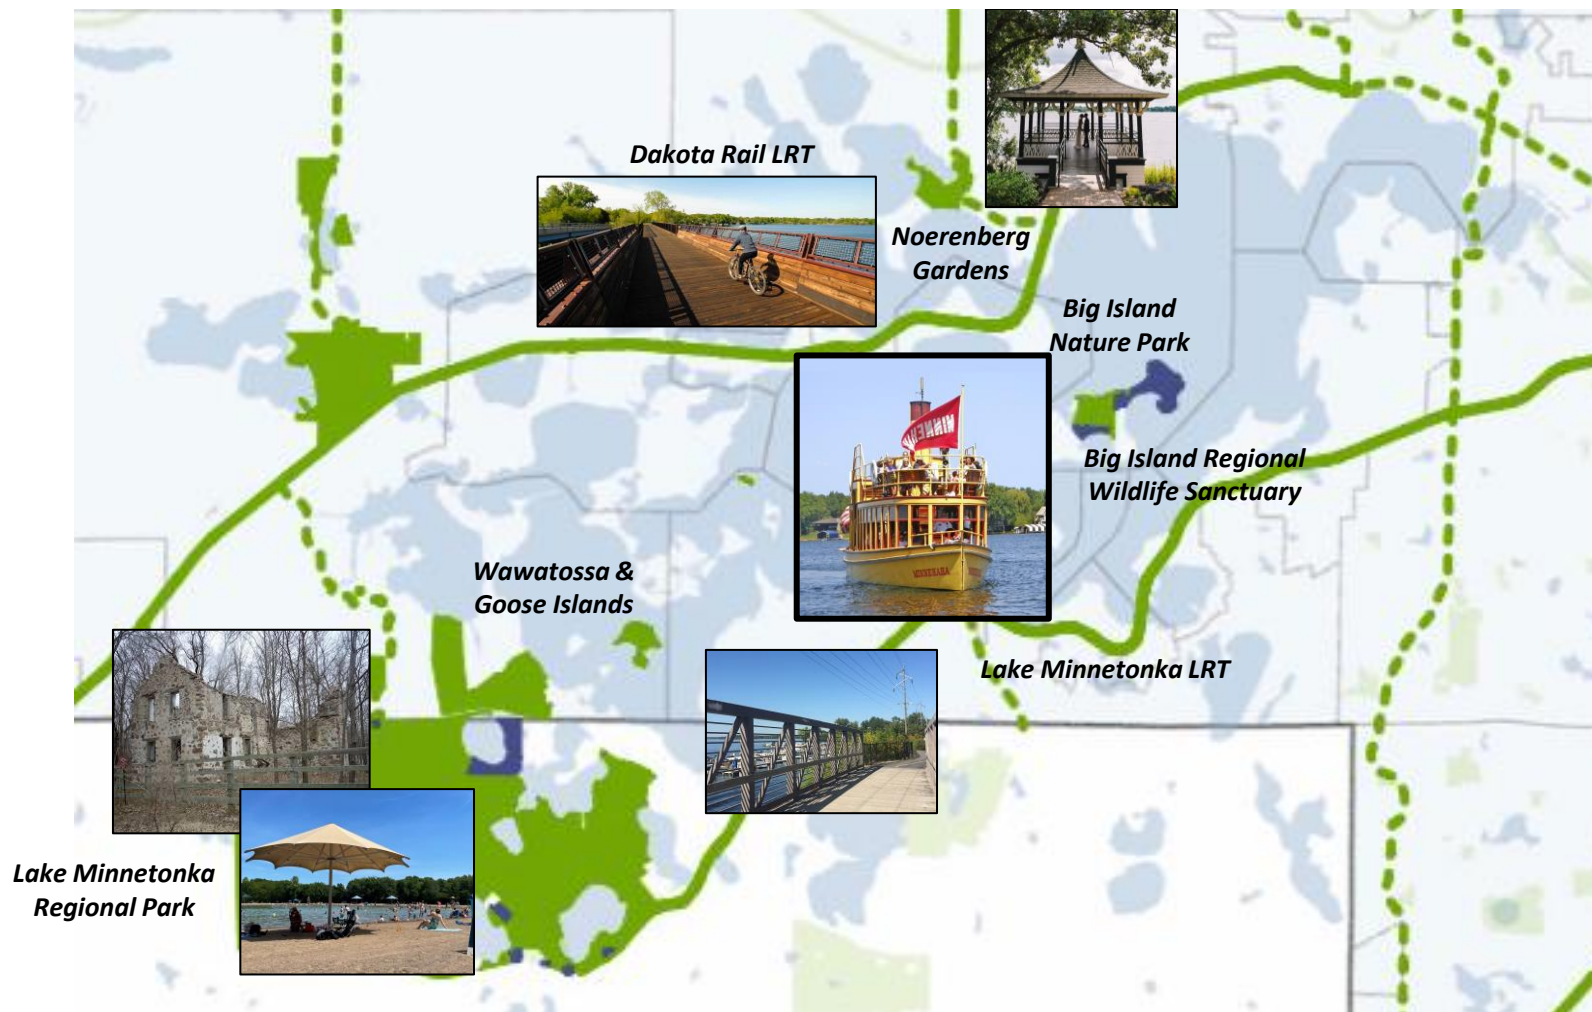 Dakota Rail LRT
Noerenberg
Gardens
Big Island
Nature Park
MINNEHAHA
Big Island Regional
Wildlife Sanctuary
Wawatossa &
Goose Islands
Lake Minnetonka LRT
Lake Minnetonka
Regional Park